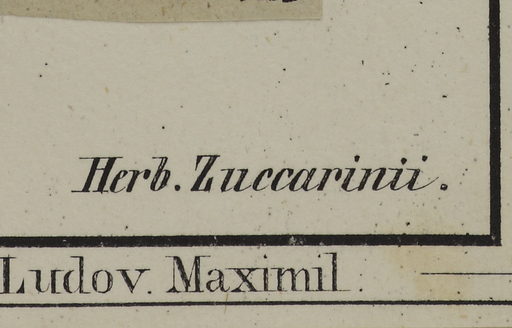 Herb. Zuccarinii.
Ludov. Maximil.